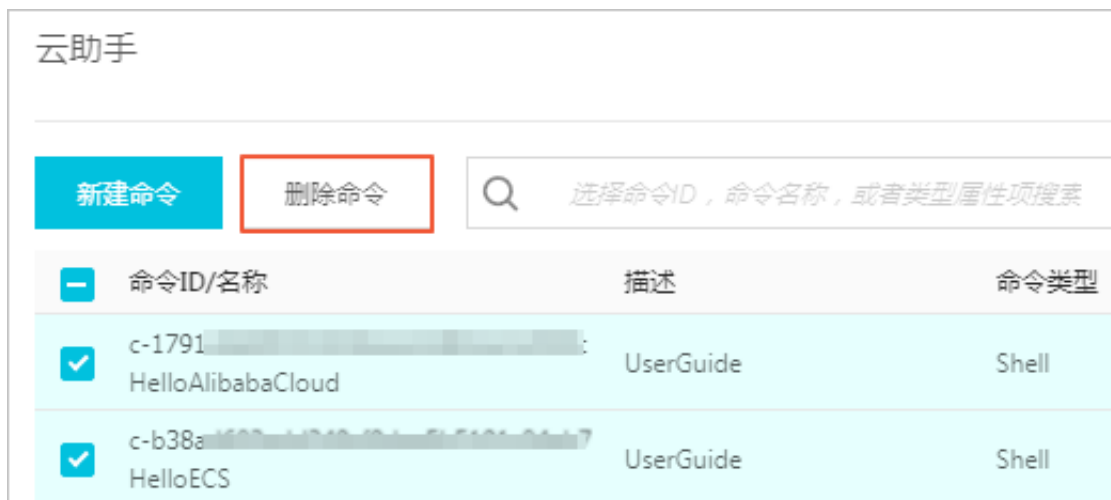 云助手
新建命令 删除命令 选择命令ID，命令名称，或者类型属性项搜素
命令ID/名称 描述 命令类型
c-1791
HelloAlibabaCloud UserGuide Shell
c-b38a
HelloECS UserGuide Shell